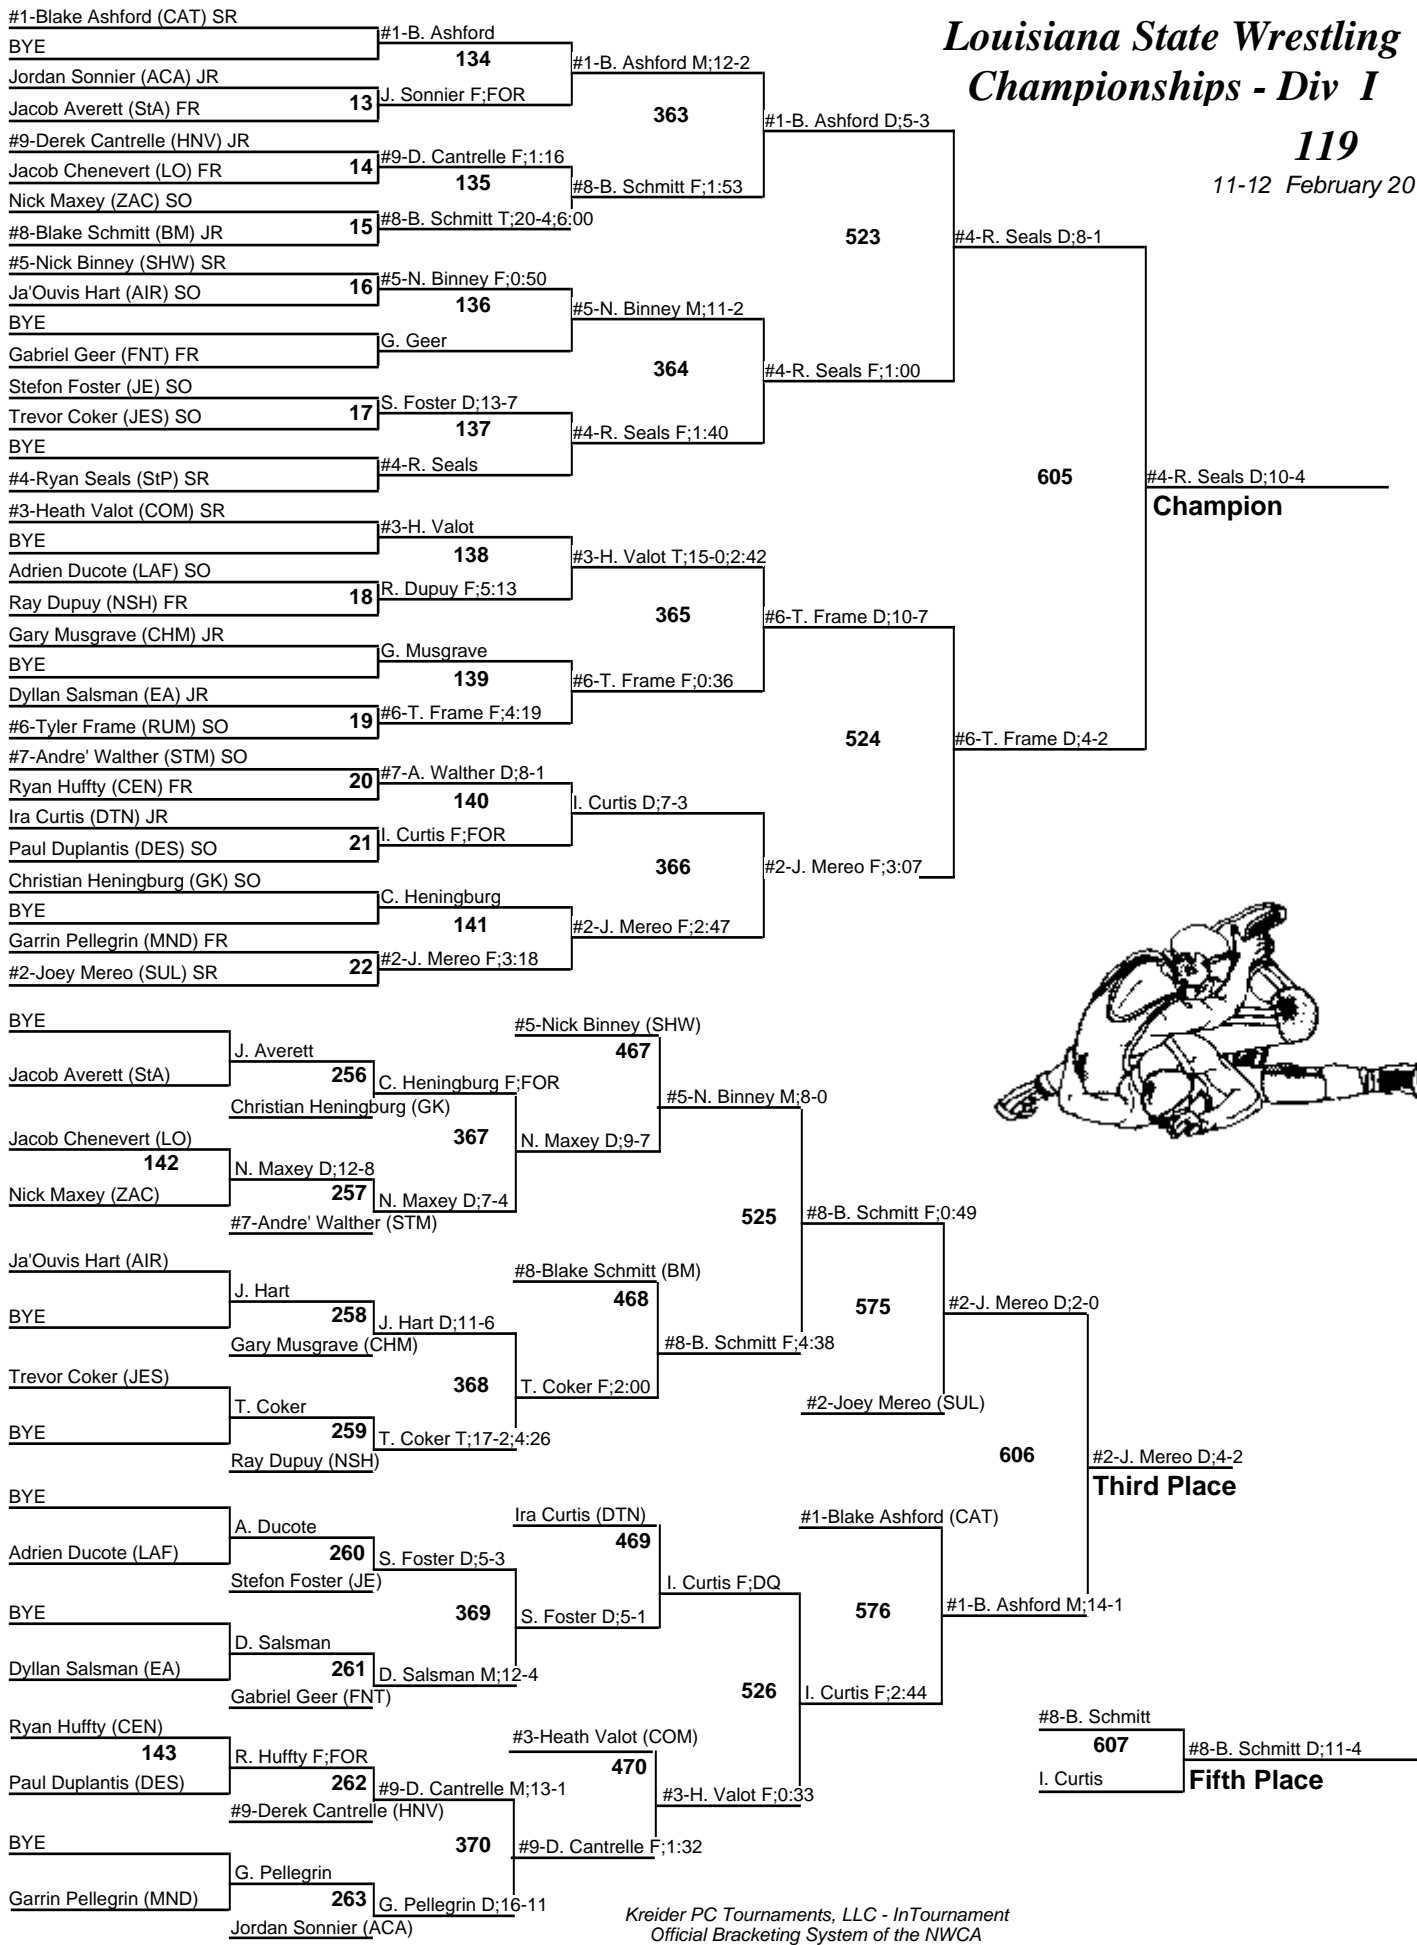 Louisiana State Wrestling
Championships - Div I
119
11-12 February 20
#1-Blake Ashford (CAT) SR
BYE
#1-B. Ashford
134
Jordan Sonnier (ACA) JR
Jacob Averett (StA) FR
13
J. Sonnier F;FOR
#1-B. Ashford M;12-2
363
#9-Derek Cantrelle (HNV) JR
Jacob Chenevert (LO) FR
14
#9-D. Cantrelle F;1:16
135
Nick Maxey (ZAC) SO
#8-Blake Schmitt (BM) JR
15
#8-B. Schmitt T;20-4;6:00
#8-B. Schmitt F;1:53
#1-B. Ashford D;5-3
523
#5-Nick Binney (SHW) SR
Ja'Ouvis Hart (AIR) SO
16
#5-N. Binney F;0:50
136
BYE
Gabriel Geer (FNT) FR
G. Geer
#5-N. Binney M;11-2
364
Stefon Foster (JE) SO
Trevor Coker (JES) SO
17
S. Foster D;13-7
137
BYE
#4-Ryan Seals (StP) SR
#4-R. Seals
#4-R. Seals F;1:40
#4-R. Seals F;1:00
#4-R. Seals D;8-1
605
#4-R. Seals D;10-4
Champion
#3-Heath Valot (COM) SR
BYE
#3-H. Valot
138
Adrien Ducote (LAF) SO
Ray Dupuy (NSH) FR
18
R. Dupuy F;5:13
#3-H. Valot T;15-0;2:42
365
Gary Musgrave (CHM) JR
BYE
G. Musgrave
139
Dyllan Salsman (EA) JR
#6-Tyler Frame (RUM) SO
19
#6-T. Frame F;4:19
#6-T. Frame F;0:36
#6-T. Frame D;10-7
524
#6-T. Frame D;4-2
#7-Andre' Walther (STM) SO
Ryan Huffty (CEN) FR
20
#7-A. Walther D;8-1
140
Ira Curtis (DTN) JR
Paul Duplantis (DES) SO
21
I. Curtis F;FOR
I. Curtis D;7-3
366
Christian Heningburg (GK) SO
BYE
C. Heningburg
141
Garrin Pellegrin (MND) FR
#2-Joey Mereo (SUL) SR
22
#2-J. Mereo F;3:18
#2-J. Mereo F;2:47
#2-J. Mereo F;3:07
BYE
Jacob Averett (StA)
J. Averett
256
Christian Heningburg (GK)
C. Heningburg F;FOR
367
Jacob Chenevert (LO)
142
Nick Maxey (ZAC)
N. Maxey D;12-8
257
#7-Andre' Walther (STM)
N. Maxey D;7-4
#5-Nick Binney (SHW)
467
N. Maxey D;9-7
#5-N. Binney M;8-0
525
Ja'Ouvis Hart (AIR)
BYE
J. Hart
258
Gary Musgrave (CHM)
J. Hart D;11-6
368
Trevor Coker (JES)
BYE
T. Coker
259
Ray Dupuy (NSH)
T. Coker T;17-2;4:26
#8-Blake Schmitt (BM)
468
T. Coker F;2:00
#8-B. Schmitt F;4:38
#8-B. Schmitt F;0:49
575
#2-Joey Mereo (SUL)
#2-J. Mereo D;2-0
606
#2-J. Mereo D;4-2
Third Place
BYE
Adrien Ducote (LAF)
A. Ducote
260
Stefon Foster (JE)
S. Foster D;5-3
369
BYE
Dyllan Salsman (EA)
D. Salsman
261
Gabriel Geer (FNT)
D. Salsman M;12-4
Ira Curtis (DTN)
469
S. Foster D;5-1
I. Curtis F;DQ
526
#1-Blake Ashford (CAT)
576
I. Curtis F;2:44
#1-B. Ashford M;14-1
Ryan Huffty (CEN)
143
Paul Duplantis (DES)
R. Huffty F;FOR
262
#9-Derek Cantrelle (HNV)
#9-D. Cantrelle M;13-1
370
BYE
Garrin Pellegrin (MND)
G. Pellegrin
263
Jordan Sonnier (ACA)
G. Pellegrin D;16-11
#3-Heath Valot (COM)
470
#9-D. Cantrelle F;1:32
#3-H. Valot F;0:33
#8-B. Schmitt
607
I. Curtis
#8-B. Schmitt D;11-4
Fifth Place
Kreider PC Tournaments, LLC - InTournament
Official Bracketing System of the NWCA